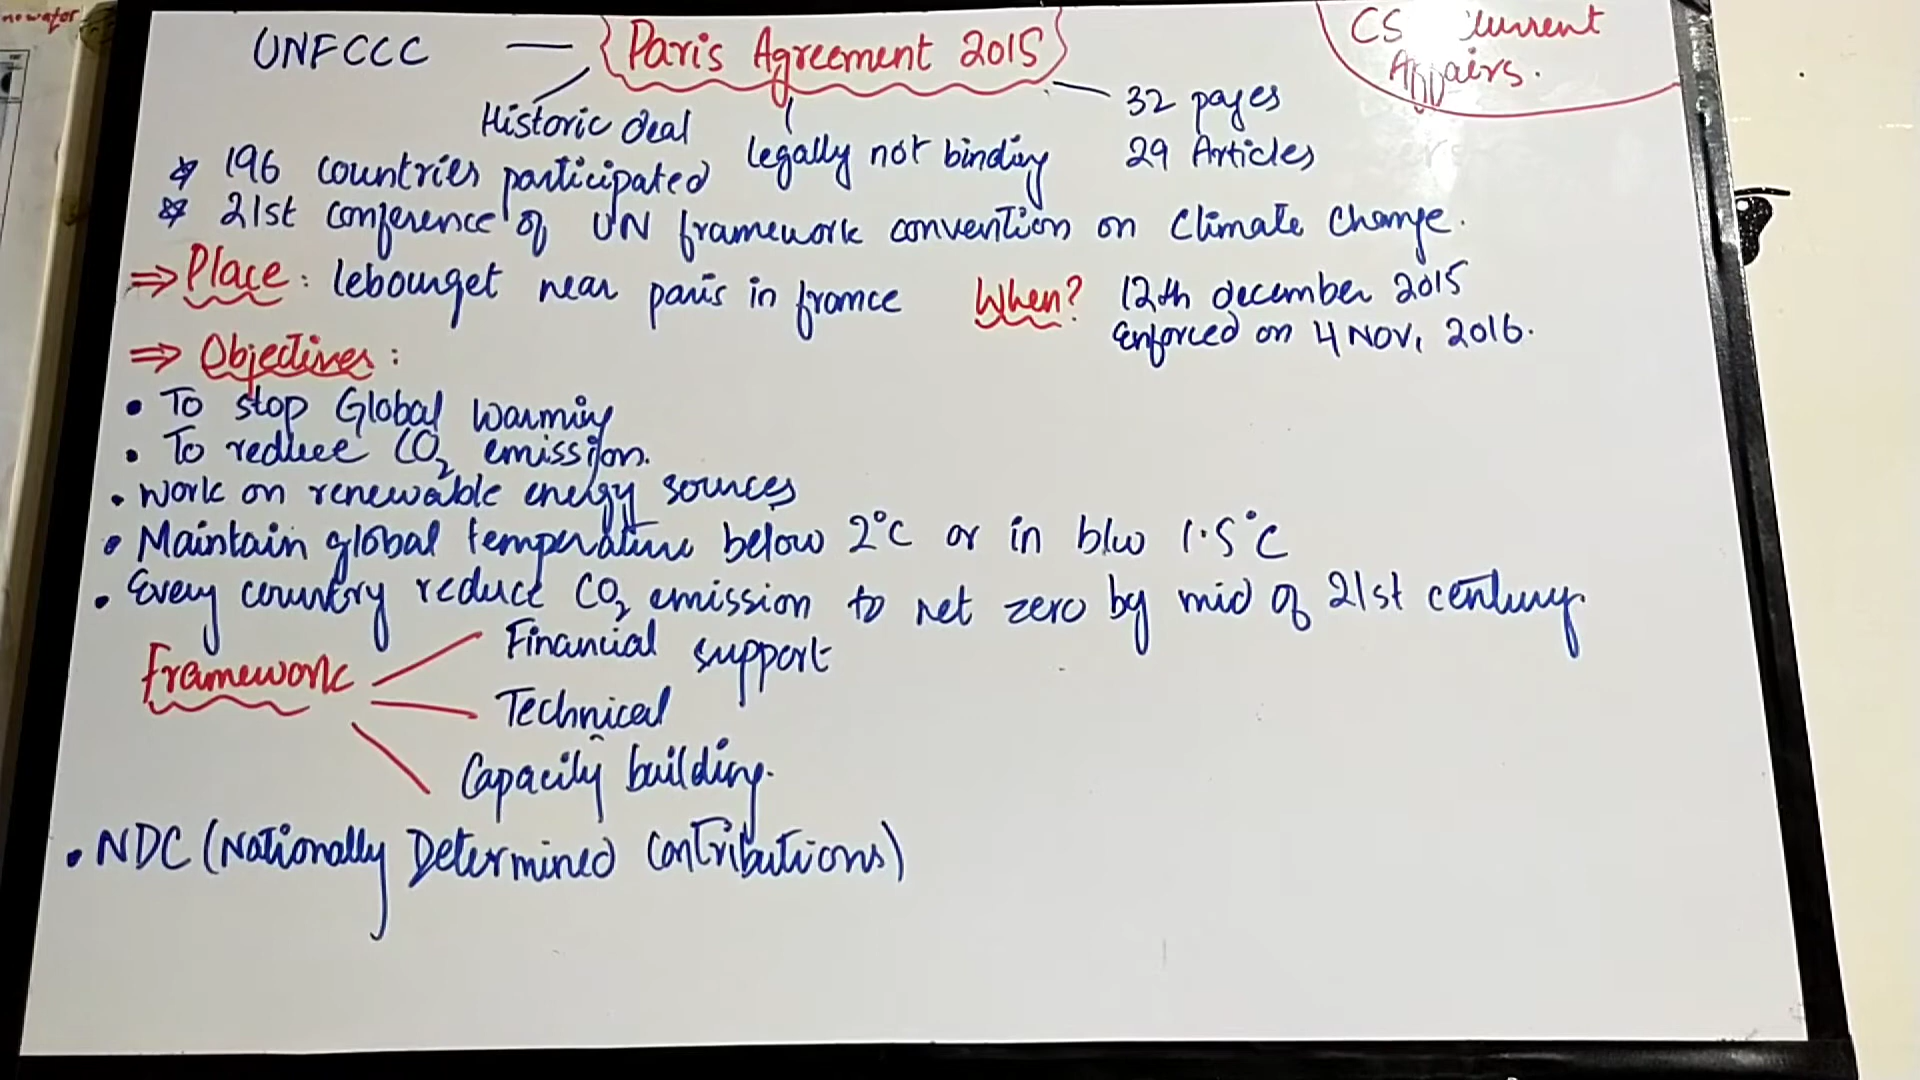 nowafor
UNFCCC — Paris Agreement 2015
CS Current
Affairs.
Historic deal
legally not binding
32 pages
29 Articles
196 countries participated
21st conference of UN framework convention on Climate Change.
⇒ Place: lebourget near paris in france
When? 12th december 2015
Enforced on 4 NOV, 2016.
⇒ Objectives:
• To stop Global Warming
• To reduce CO2 emission.
• Work on renewable energy sources
• Maintain global temperature below 2°C or in b/w 1.5°C
• Every country reduce CO2 emission to net zero by mid of 21st century
framework
Financial support
Technical
Capacity building.
• NDC (Nationally Determined Contributions)